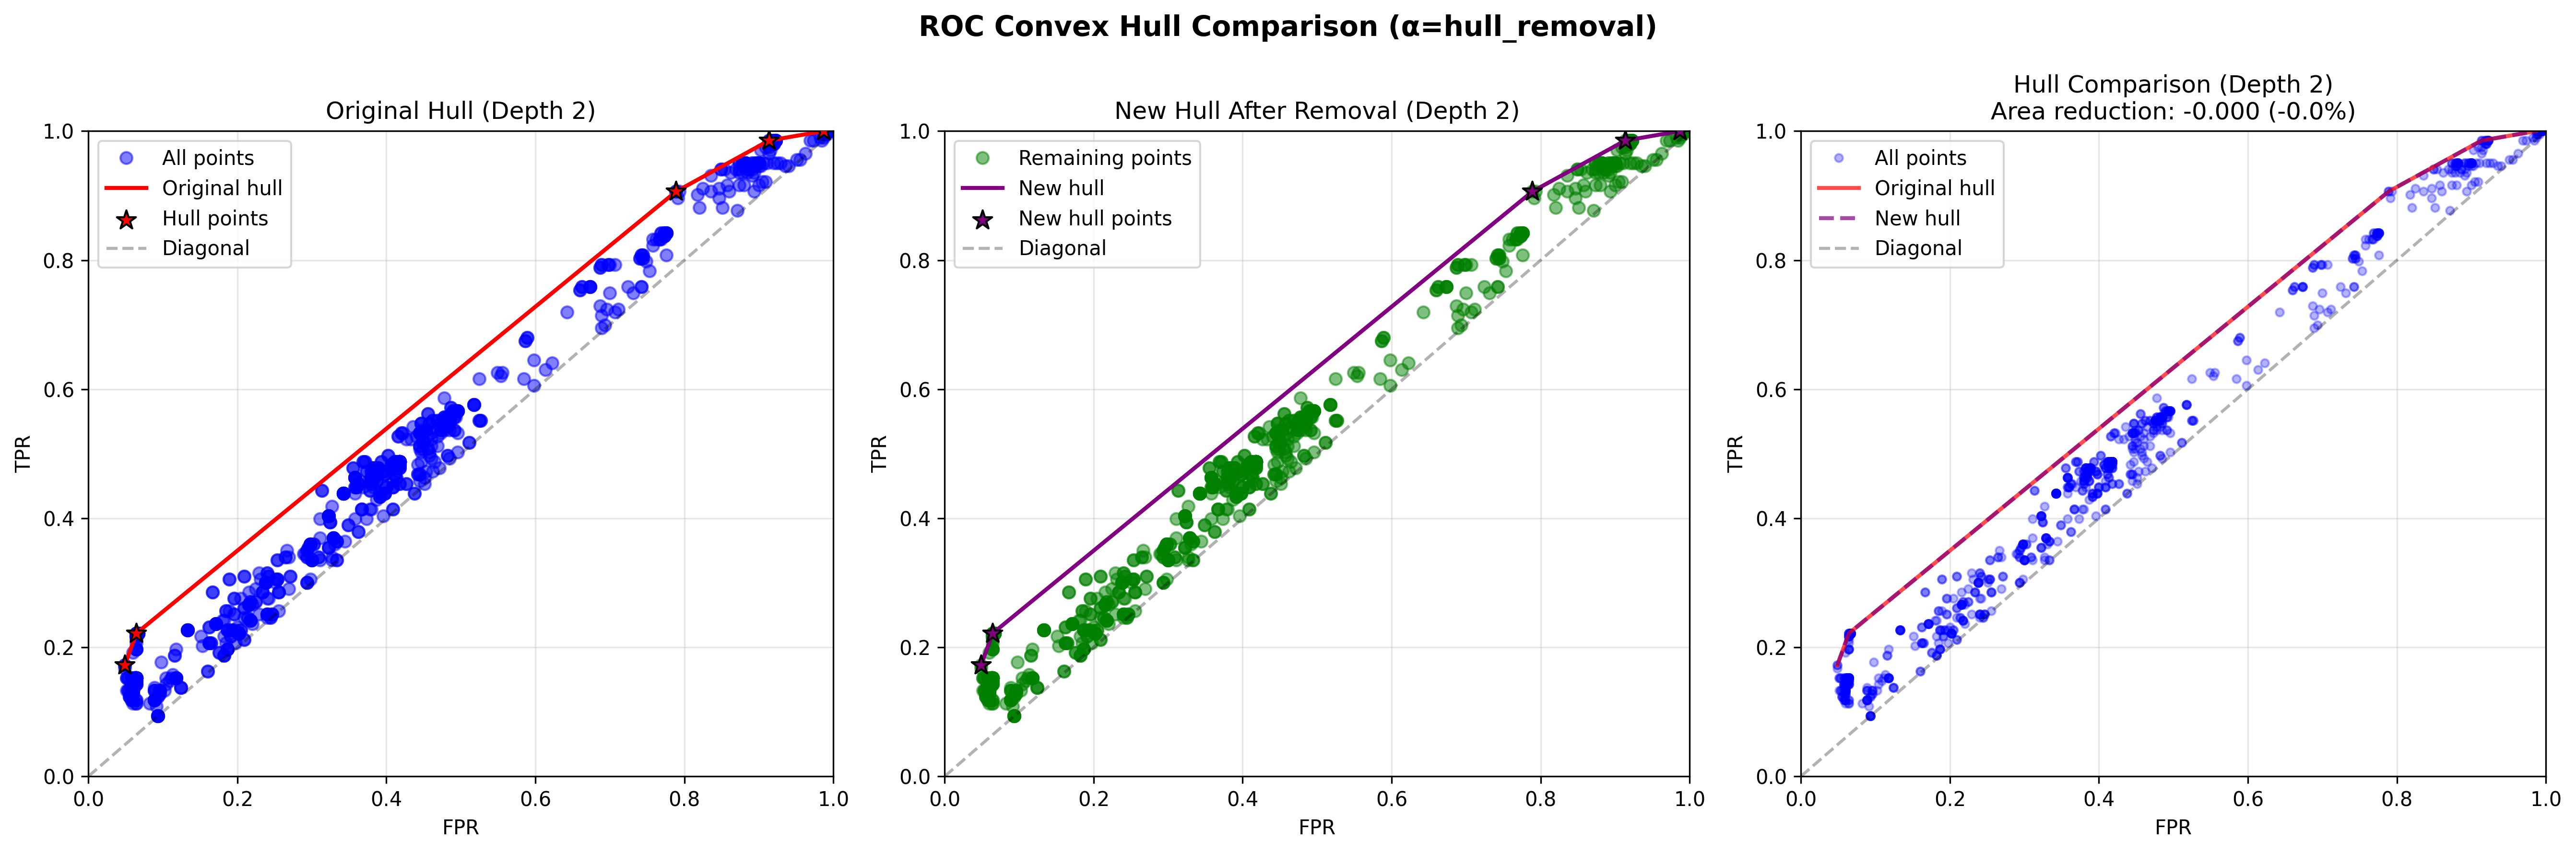 ROC Convex Hull Comparison (α=hull_removal)
Original Hull (Depth 2)
All points
Original hull
Hull points
Diagonal
1.0
0.8
0.6
0.4
0.2
0.0
TPR
0.0 0.2 0.4 0.6 0.8 1.0
FPR
New Hull After Removal (Depth 2)
Remaining points
New hull
New hull points
Diagonal
1.0
0.8
0.6
0.4
0.2
0.0
TPR
0.0 0.2 0.4 0.6 0.8 1.0
FPR
Hull Comparison (Depth 2)
Area reduction: -0.000 (-0.0%)
All points
Original hull
New hull
Diagonal
1.0
0.8
0.6
0.4
0.2
0.0
TPR
0.0 0.2 0.4 0.6 0.8 1.0
FPR